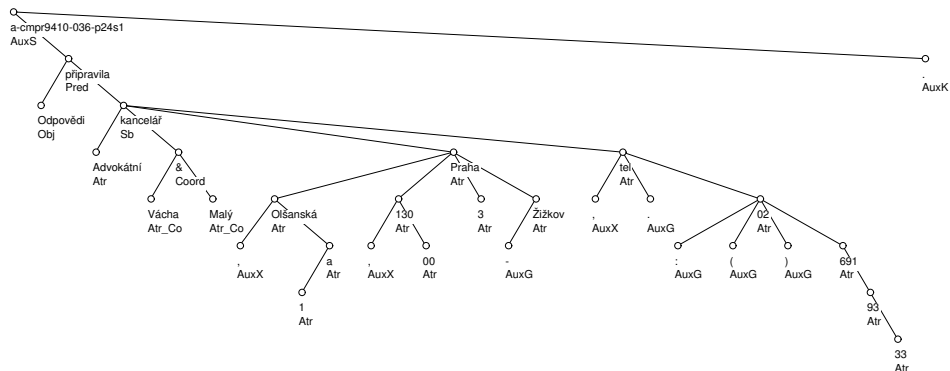 a-cmpr9410-036-p24s1
AuxS
připravila
Pred
.
AuxK
Odpovědi
Obj
kancelář
Sb
Advokátní
Atr
&
Coord
Praha
Atr
tel
Atr
Vácha
Atr_Co
Malý
Atr_Co
Olšanská
Atr
130
Atr
3
Atr
Žižkov
Atr
,
AuxX
.
AuxG
02
Atr
,
AuxX
a
Atr
,
AuxX
00
Atr
-
AuxG
:
AuxG
(
AuxG
)
AuxG
691
Atr
1
Atr
93
Atr
33
Atr